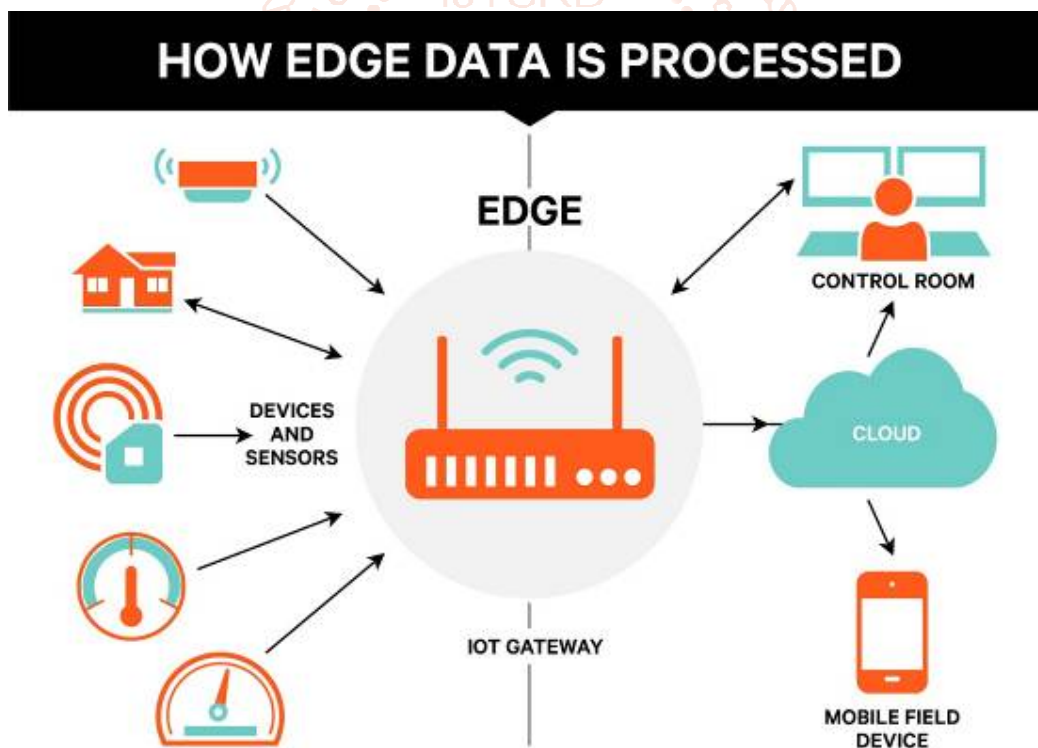 HOW EDGE DATA IS PROCESSED
EDGE
DEVICES
AND
SENSORS
CONTROL ROOM
CLOUD
IOT GATEWAY
MOBILE FIELD
DEVICE